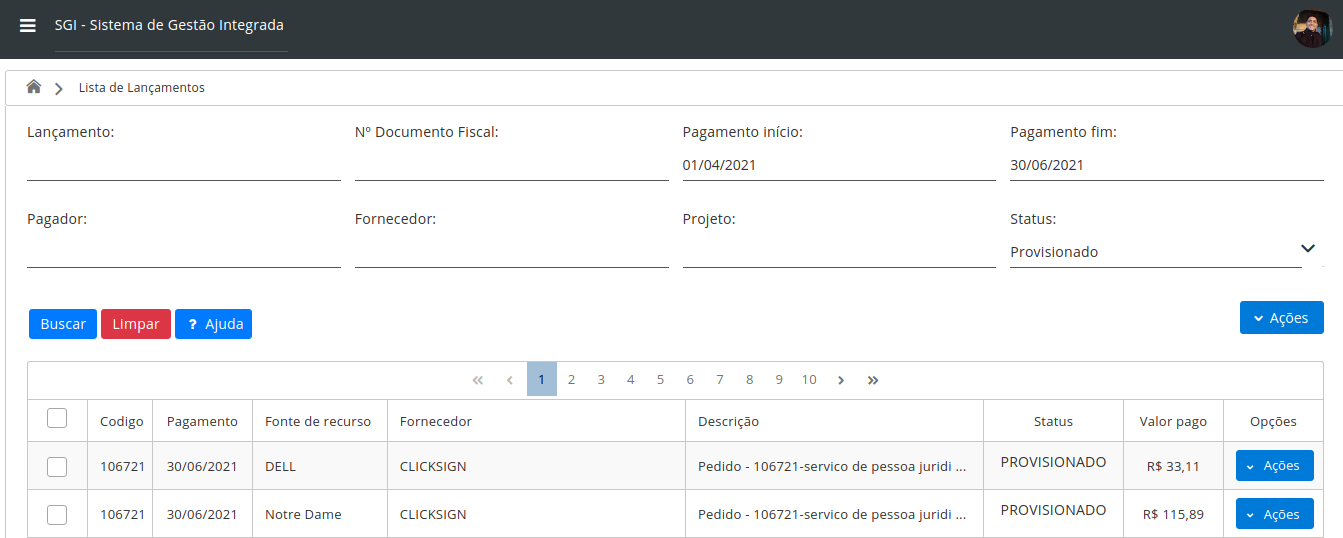 SGI - Sistema de Gestão Integrada
Lista de Lançamentos
Lançamento: Nº Documento Fiscal: Pagamento início: Pagamento fim:
01/04/2021 30/06/2021
Pagador: Fornecedor: Projeto: Status:
Provisionado
Buscar Limpar ? Ajuda Ações
« ‹ 1 2 3 4 5 6 7 8 9 10 › »
Codigo Pagamento Fonte de recurso Fornecedor Descrição Status Valor pago Opções
106721 30/06/2021 DELL CLICKSIGN Pedido - 106721-servico de pessoa juridi ... PROVISIONADO R$ 33,11 Ações
106721 30/06/2021 Notre Dame CLICKSIGN Pedido - 106721-servico de pessoa juridi ... PROVISIONADO R$ 115,89 Ações